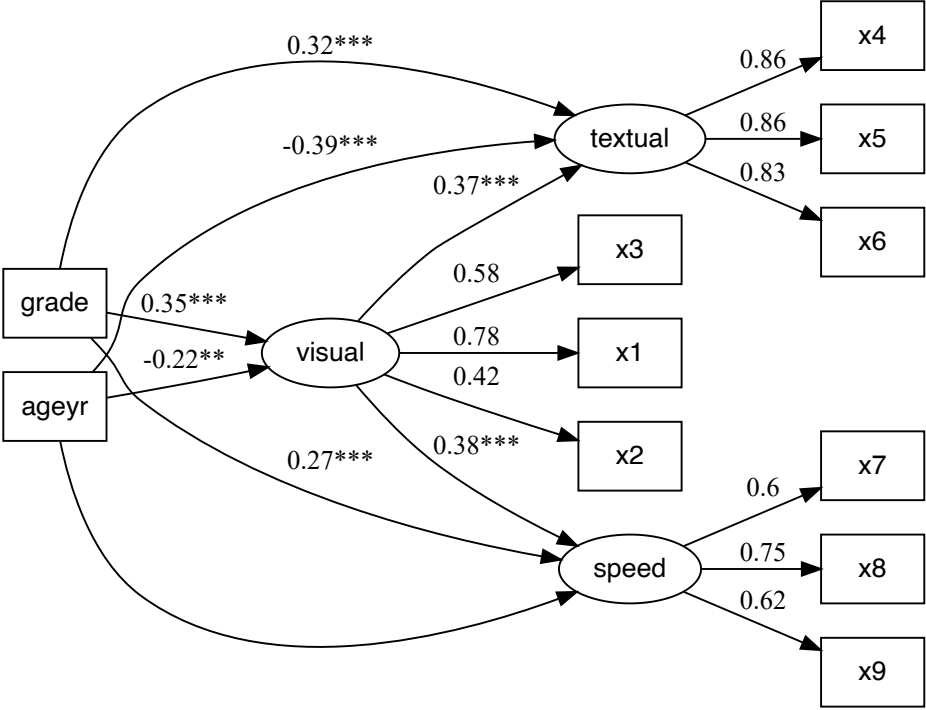 x4
0.32***
0.86
textual
x5
0.86
-0.39***
0.83
0.37***
x6
x3
0.58
grade
0.35***
0.78
visual
x1
-0.22**
0.42
ageyr
0.38***
x2
0.27***
x7
0.6
0.75
speed
x8
0.62
x9